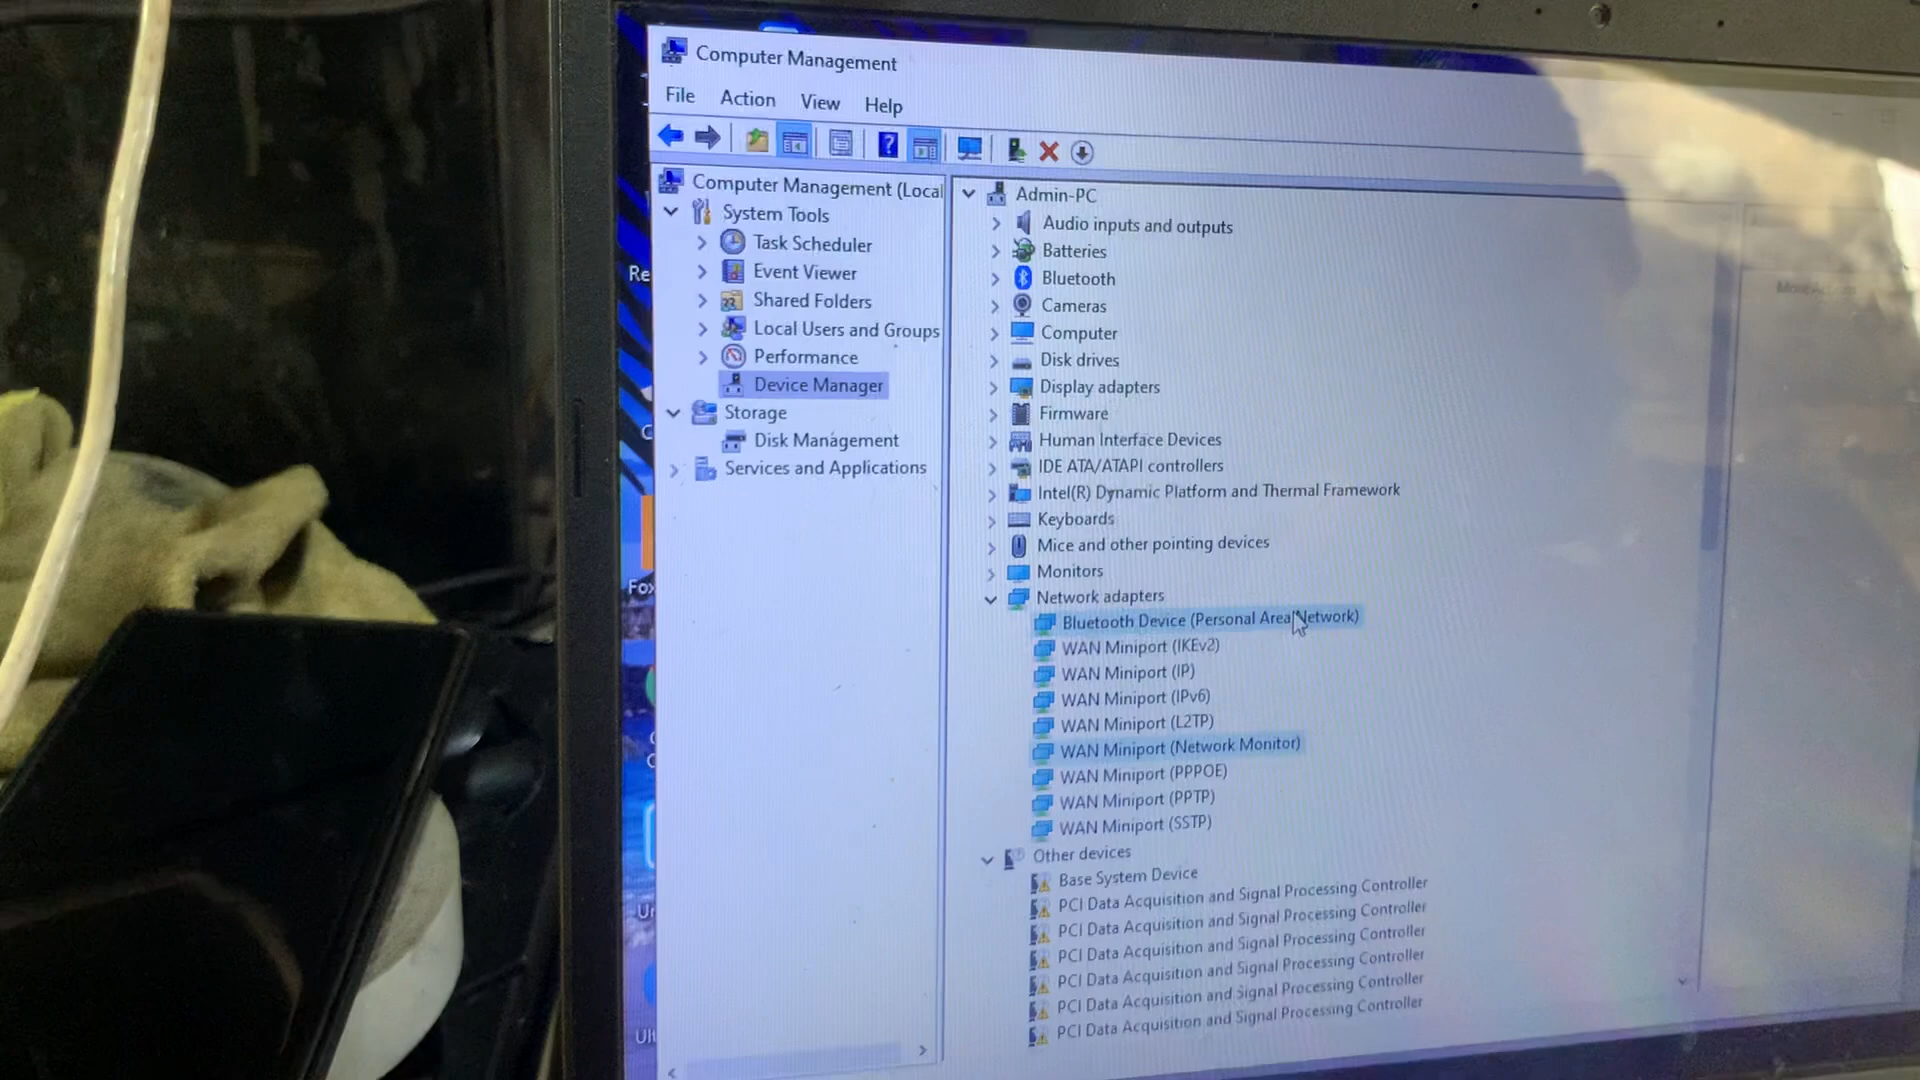 Computer Management
File Action View Help
Computer Management (Local
System Tools
Task Scheduler
Event Viewer
Shared Folders
Local Users and Groups
Performance
Device Manager
Storage
Disk Management
Services and Applications
Admin-PC
Audio inputs and outputs
Batteries
Bluetooth
Cameras
Computer
Disk drives
Display adapters
Firmware
Human Interface Devices
IDE ATA/ATAPI controllers
Intel(R) Dynamic Platform and Thermal Framework
Keyboards
Mice and other pointing devices
Monitors
Network adapters
Bluetooth Device (Personal Area Network)
WAN Miniport (IKEv2)
WAN Miniport (IP)
WAN Miniport (IPv6)
WAN Miniport (L2TP)
WAN Miniport (Network Monitor)
WAN Miniport (PPPOE)
WAN Miniport (PPTP)
WAN Miniport (SSTP)
Other devices
Base System Device
PCI Data Acquisition and Signal Processing Controller
PCI Data Acquisition and Signal Processing Controller
PCI Data Acquisition and Signal Processing Controller
PCI Data Acquisition and Signal Processing Controller
PCI Data Acquisition and Signal Processing Controller
PCI Data Acquisition and Signal Processing Controller
Re
Fox